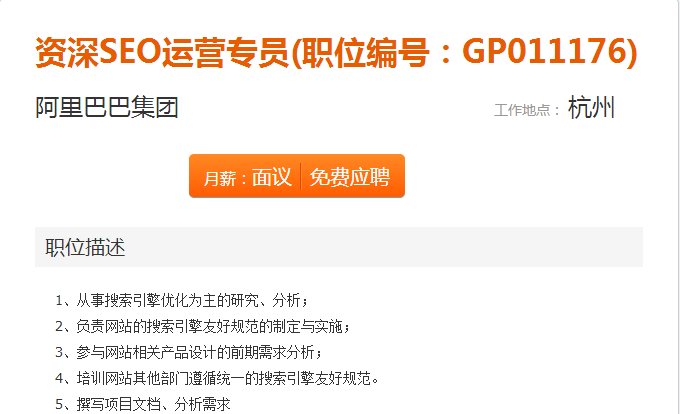 资深SEO运营专员(职位编号：GP011176)
阿里巴巴集团 工作地点： 杭州
月薪：面议 免费应聘
职位描述
1、从事搜索引擎优化为主的研究、分析；
2、负责网站的搜索引擎友好规范的制定与实施；
3、参与网站相关产品设计的前期需求分析；
4、培训网站其他部门遵循统一的搜索引擎友好规范。
5、撰写项目文档、分析需求